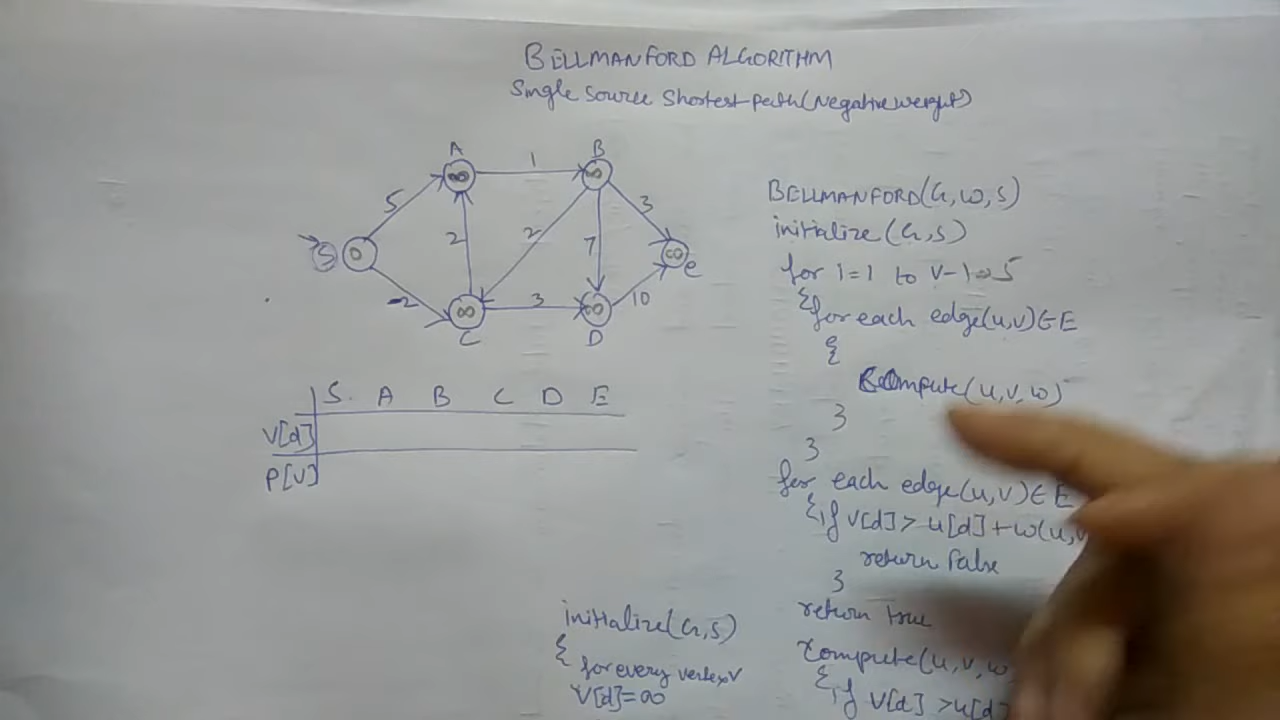 BELLMANFORD ALGORITHM
Single source shortest path (Negative weight)
A
1
B
5
3
∞
∞
S
0
2
2
7
∞
e
-2
3
10
∞
∞
C
D
S. A B C D E
V[d]
P[V]
BELLMANFORD(G, W, S)
initialize(G, S)
for i=1 to V-1
{for each edge(u,v)∈E
{
Compute(u,v,w)
}
}
for each edge(u,v)∈E
{if V[d] > u[d]+w(u,v
return false
}
return true
Compute(u,v,w
{if V[d] >u[d]
initialize(G, S)
{
for every vertex V
V[d]=∞